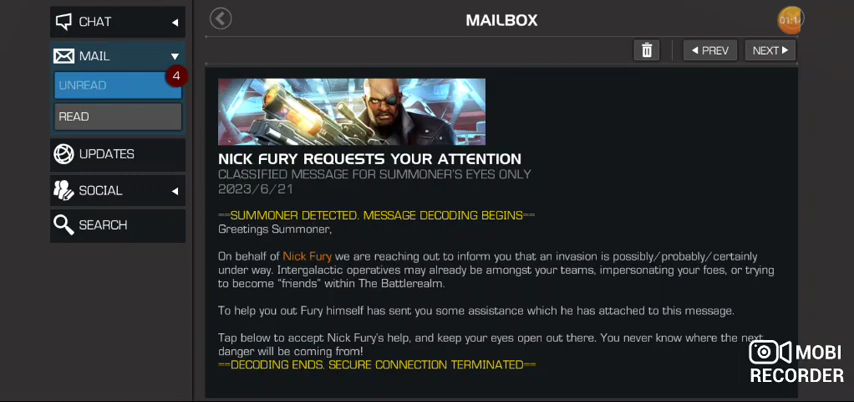 CHAT
MAILBOX
01:14
MAIL
4
UNREAD
READ
UPDATES
SOCIAL
SEARCH
PREV
NEXT
NICK FURY REQUESTS YOUR ATTENTION
CLASSIFIED MESSAGE FOR SUMMONER'S EYES ONLY
2023/6/21
==SUMMONER DETECTED. MESSAGE DECODING BEGINS==
Greetings Summoner,
On behalf of Nick Fury we are reaching out to inform you that an invasion is possibly/probably/certainly
under way. Intergalactic operatives may already be amongst your teams, impersonating your foes, or trying
to become "friends" within The Battlerealm.
To help you out Fury himself has sent you some assistance which he has attached to this message.
Tap below to accept Nick Fury's help, and keep your eyes open out there. You never know where the next
danger will be coming from!
==DECODING ENDS. SECURE CONNECTION TERMINATED==
MOBI
RECORDER